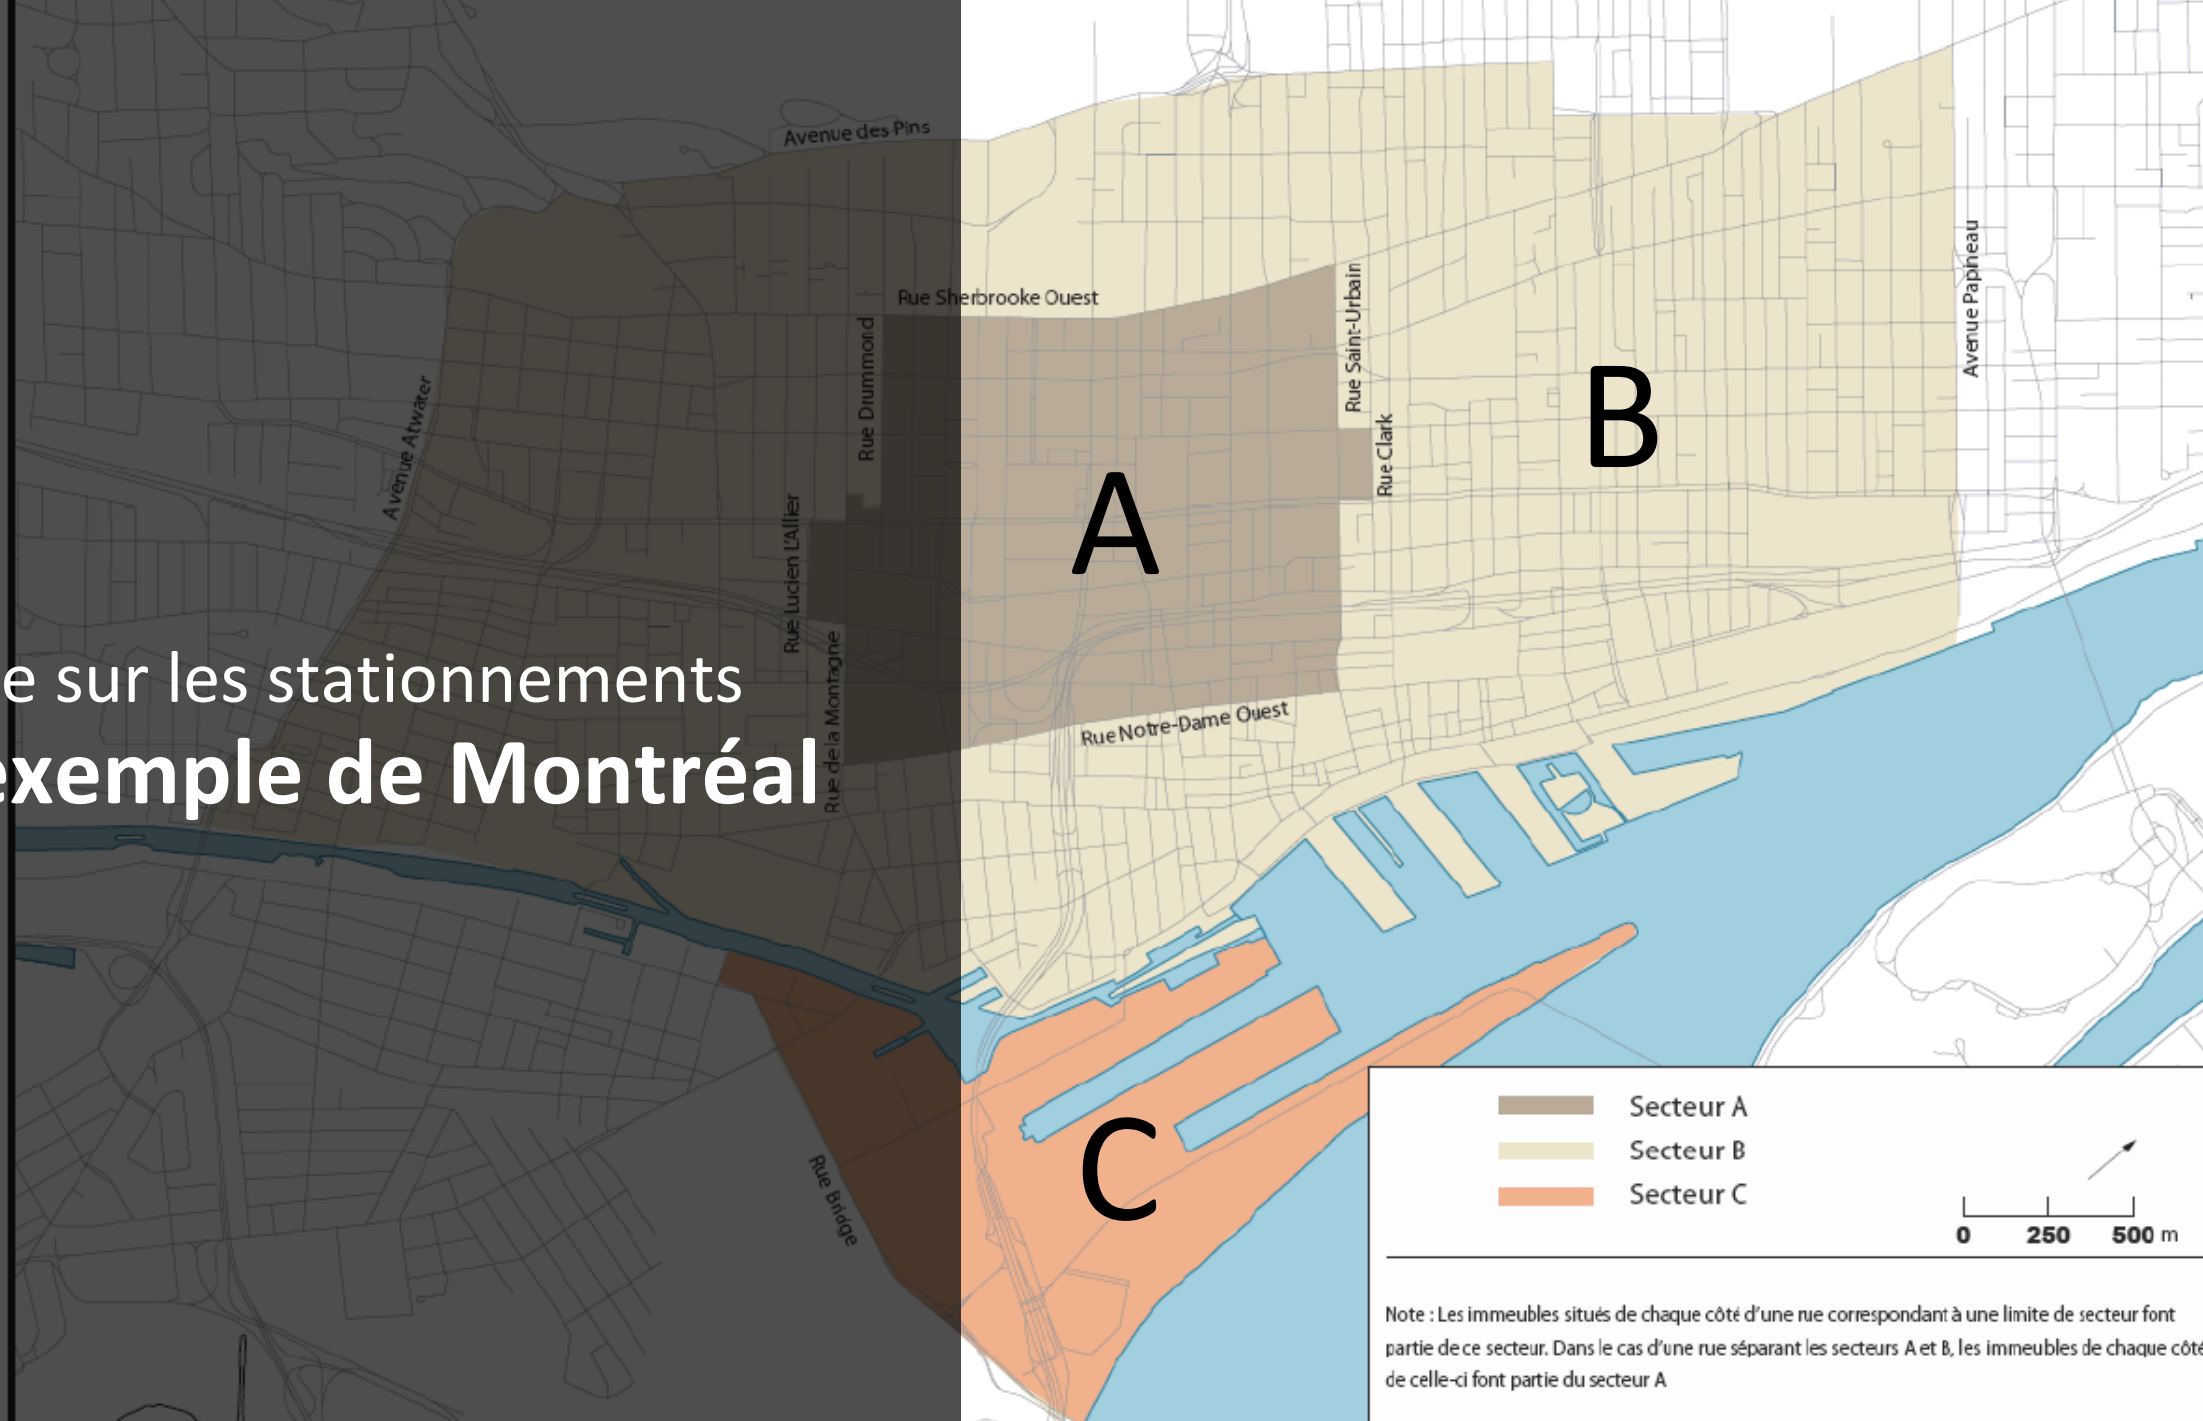 Avenue des Pins
Rue Sherbrooke Ouest
Rue Drummond
Rue Saint-Urbain
Avenue Papineau
Avenue Atwater
Rue Clark
B
A
Rue Lucien L'Allier
Rue de la Montagne
e sur les stationnements
exemple de Montréal
Rue Notre-Dame Ouest
C
Rue Bridge
Secteur A
Secteur B
Secteur C
0 250 500 m
Note : Les immeubles situés de chaque côté d'une rue correspondant à une limite de secteur font
partie de ce secteur. Dans le cas d'une rue séparant les secteurs A et B, les immeubles de chaque côté
de celle-ci font partie du secteur A